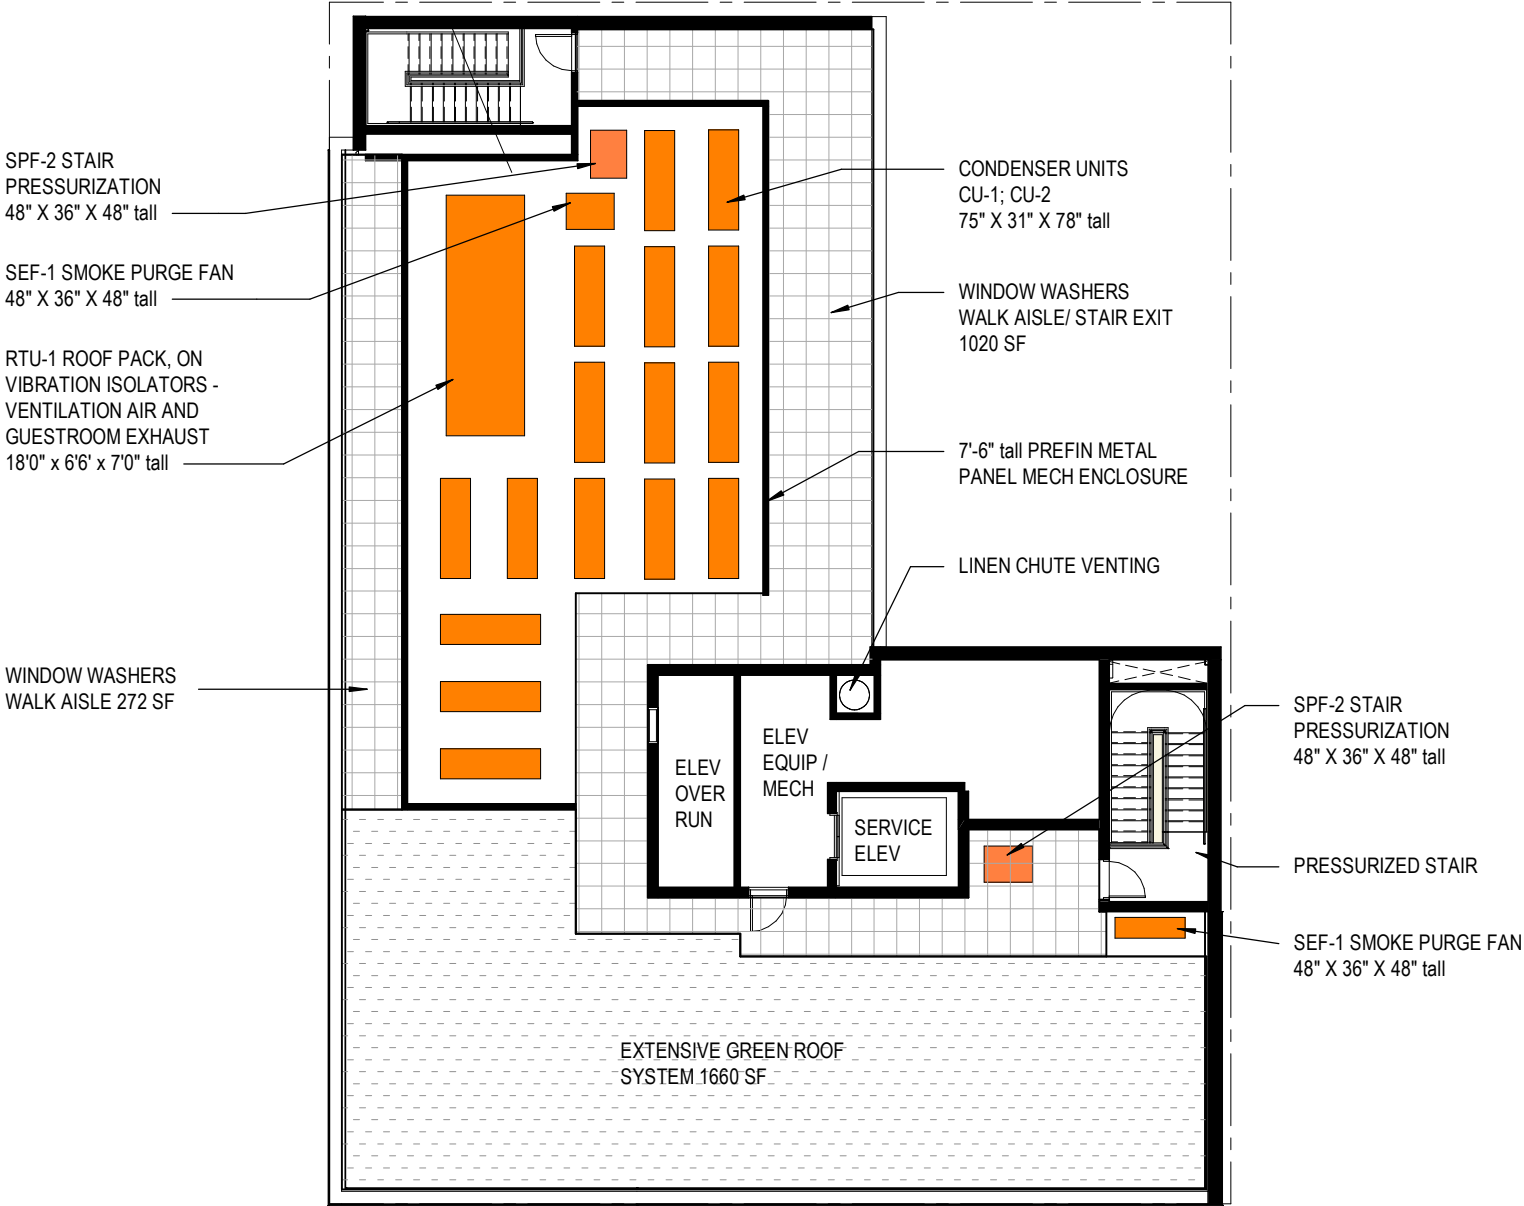 SPF-2 STAIR
PRESSURIZATION
48" X 36" X 48" tall
SEF-1 SMOKE PURGE FAN
48" X 36" X 48" tall
RTU-1 ROOF PACK, ON
VIBRATION ISOLATORS -
VENTILATION AIR AND
GUESTROOM EXHAUST
18'0" x 6'6' x 7'0" tall
WINDOW WASHERS
WALK AISLE 272 SF
CONDENSER UNITS
CU-1; CU-2
75" X 31" X 78" tall
WINDOW WASHERS
WALK AISLE/ STAIR EXIT
1020 SF
7'-6" tall PREFIN METAL
PANEL MECH ENCLOSURE
LINEN CHUTE VENTING
ELEV
OVER
RUN
ELEV
EQUIP /
MECH
SERVICE
ELEV
SPF-2 STAIR
PRESSURIZATION
48" X 36" X 48" tall
PRESSURIZED STAIR
SEF-1 SMOKE PURGE FAN
48" X 36" X 48" tall
EXTENSIVE GREEN ROOF
SYSTEM 1660 SF